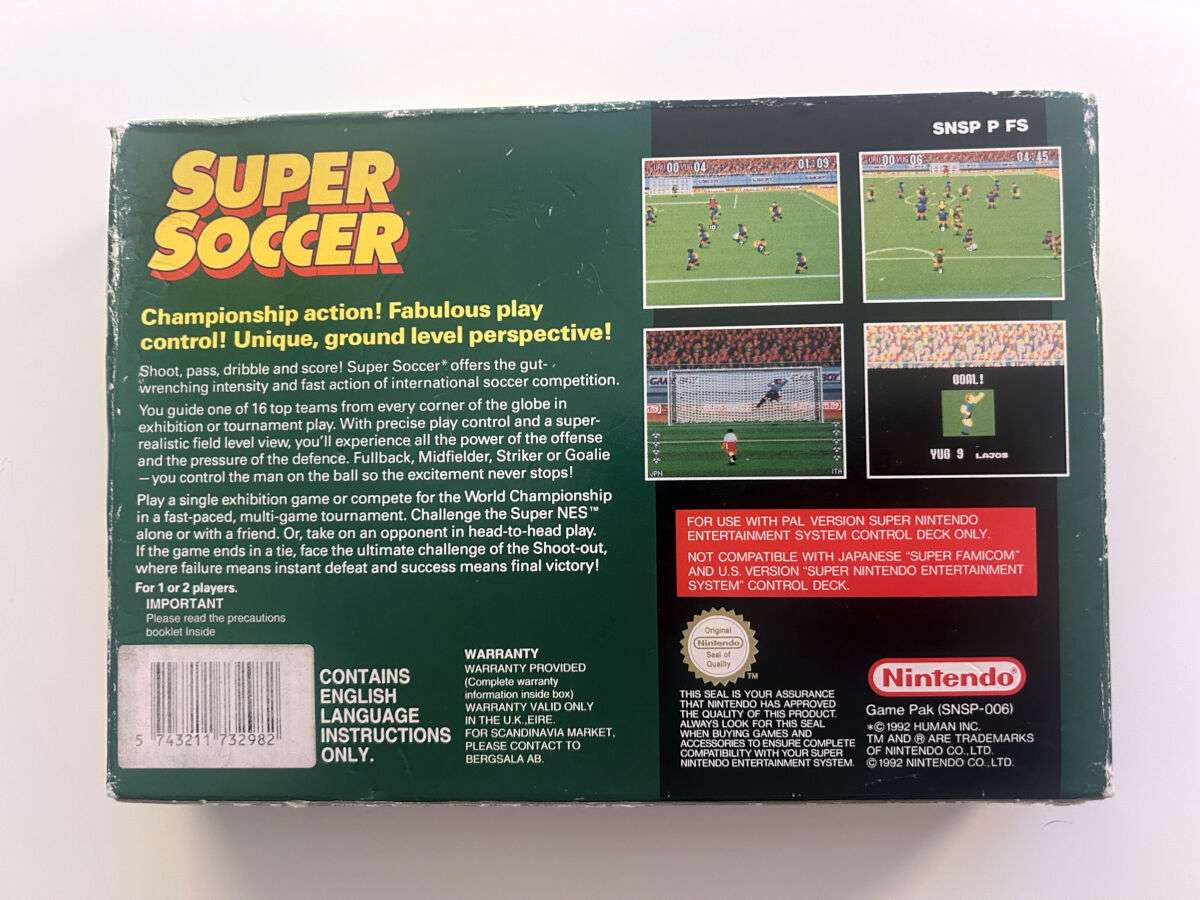 SUPER
SOCCER
Championship action! Fabulous play
control! Unique, ground level perspective!
Shoot, pass, dribble and score! Super Soccer* offers the gut-
wrenching intensity and fast action of international soccer competition.
You guide one of 16 top teams from every corner of the globe in
exhibition or tournament play. With precise play control and a super-
realistic field level view, you'll experience all the power of the offense
and the pressure of the defence. Fullback, Midfielder, Striker or Goalie
—you control the man on the ball so the excitement never stops!
Play a single exhibition game or compete for the World Championship
in a fast-paced, multi-game tournament. Challenge the Super NES™
alone or with a friend. Or, take on an opponent in head-to-head play.
If the game ends in a tie, face the ultimate challenge of the Shoot-out,
where failure means instant defeat and success means final victory!
For 1 or 2 players.
IMPORTANT
Please read the precautions
booklet Inside
5 743211 732982
CONTAINS
ENGLISH
LANGUAGE
INSTRUCTIONS
ONLY.
WARRANTY
WARRANTY PROVIDED
(Complete warranty
information inside box)
WARRANTY VALID ONLY
IN THE U.K.,EIRE.
FOR SCANDINAVIA MARKET,
PLEASE CONTACT TO
BERGSALA AB.
SNSP P FS
01:09
04:45
JPN
ITA
GOAL!
YUG 9 LAJOS
FOR USE WITH PAL VERSION SUPER NINTENDO
ENTERTAINMENT SYSTEM CONTROL DECK ONLY.
NOT COMPATIBLE WITH JAPANESE "SUPER FAMICOM"
AND U.S. VERSION "SUPER NINTENDO ENTERTAINMENT
SYSTEM" CONTROL DECK.
Original
Nintendo
Seal of
Quality
TM
THIS SEAL IS YOUR ASSURANCE
THAT NINTENDO HAS APPROVED
THE QUALITY OF THIS PRODUCT.
ALWAYS LOOK FOR THIS SEAL
WHEN BUYING GAMES AND
ACCESSORIES TO ENSURE COMPLETE
COMPATIBILITY WITH YOUR SUPER
NINTENDO ENTERTAINMENT SYSTEM.
Nintendo®
Game Pak (SNSP-006)
*© 1992 HUMAN INC.
TM AND ® ARE TRADEMARKS
OF NINTENDO CO., LTD.
© 1992 NINTENDO CO., LTD.